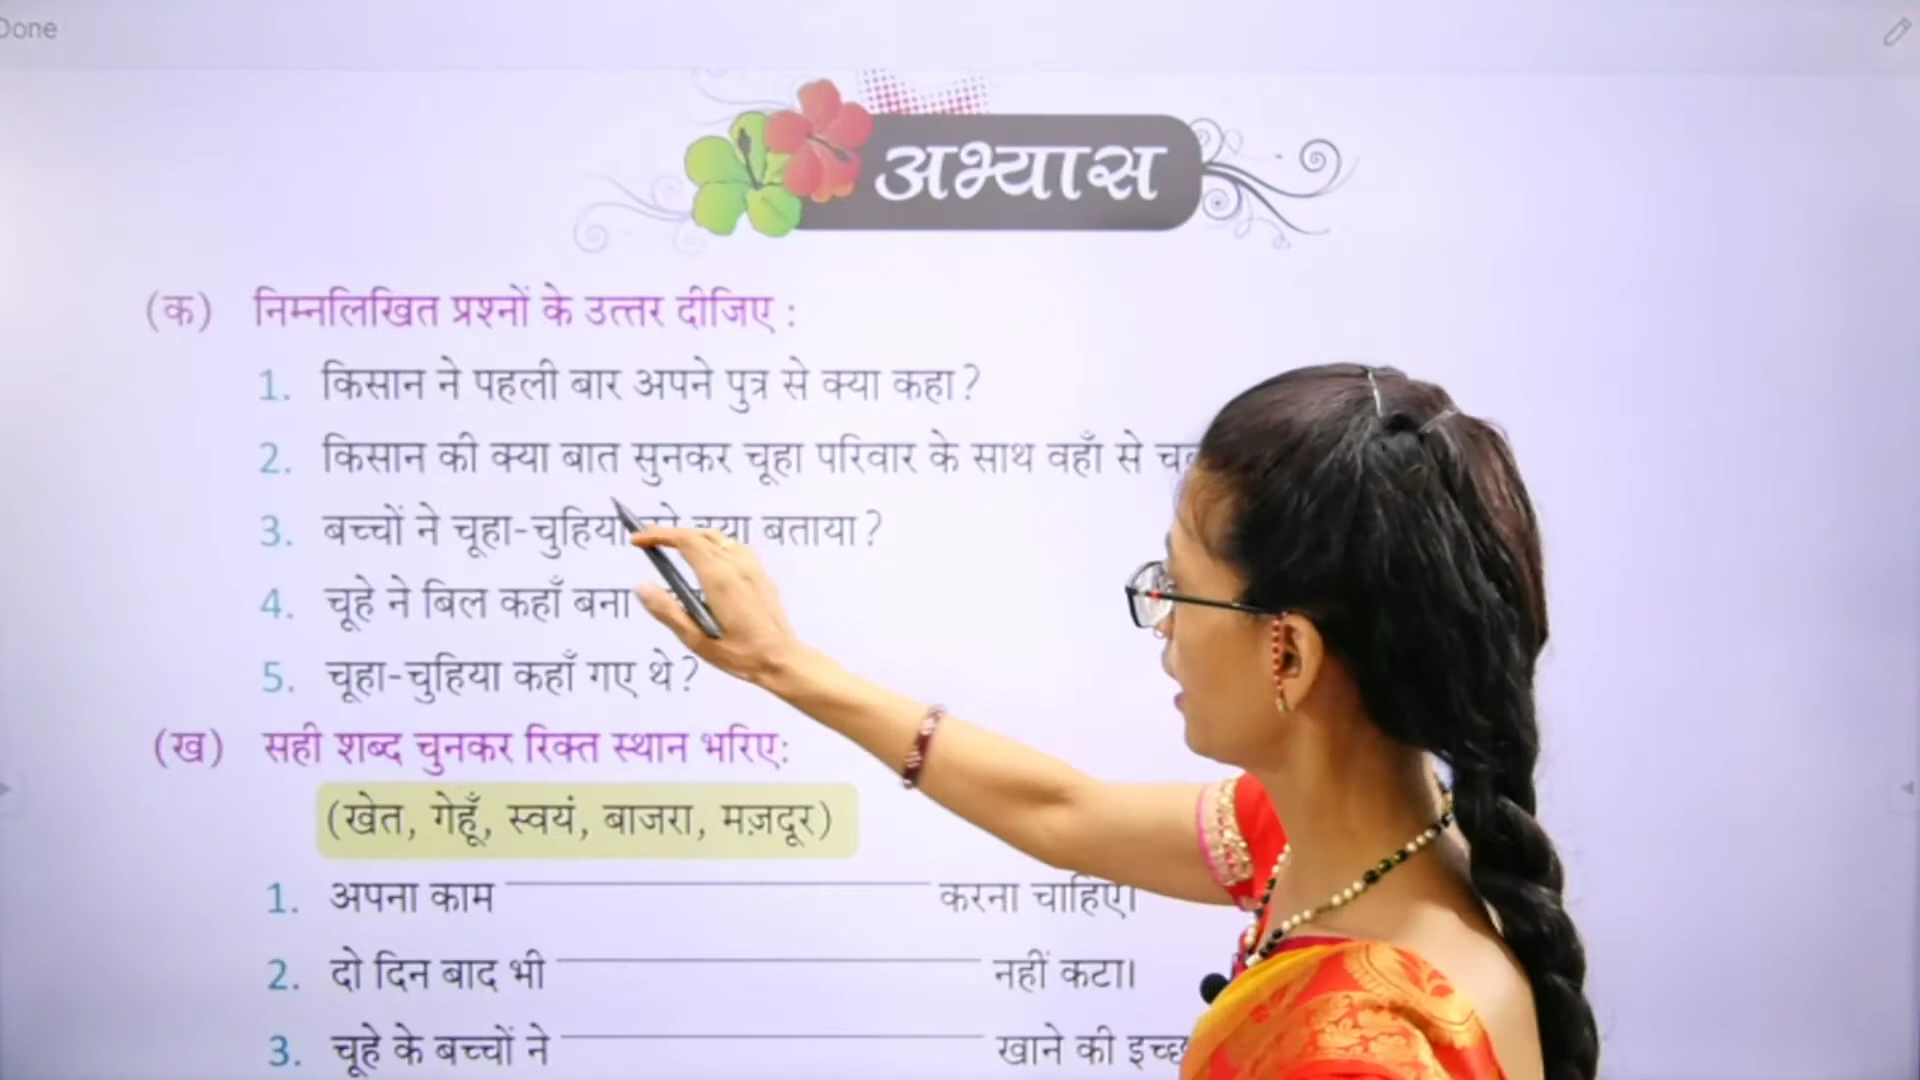 Done
अभ्यास
(क) निम्नलिखित प्रश्नों के उत्तर दीजिए :
1. किसान ने पहली बार अपने पुत्र से क्या कहा?
2. किसान की क्या बात सुनकर चूहा परिवार के साथ वहाँ से
3. बच्चों ने चूहा-चुहिया क्या बताया?
4. चूहे ने बिल कहाँ बना
5. चूहा-चुहिया कहाँ गए थे?
(ख) सही शब्द चुनकर रिक्त स्थान भरिए:
(खेत, गेहूँ, स्वयं, बाजरा, मज़दूर)
1. अपना काम करना चाहिए।
2. दो दिन बाद भी नहीं कटा।
3. चूहे के बच्चों ने खाने की